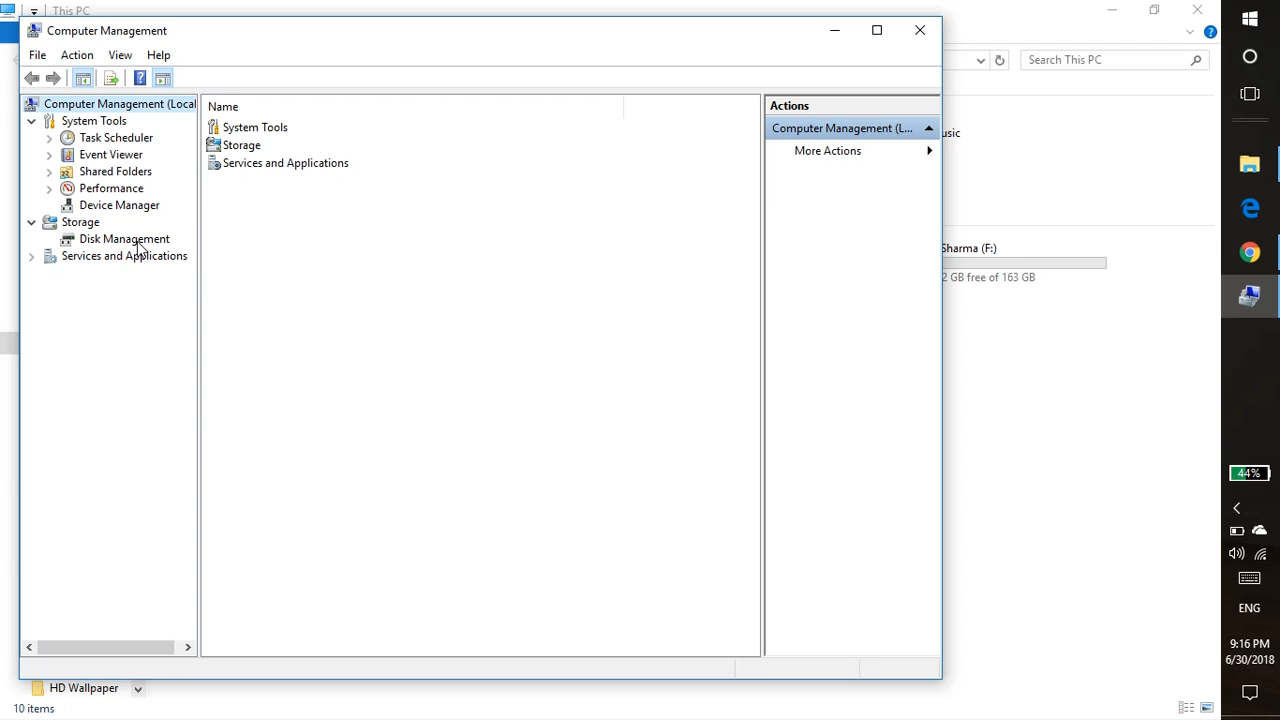 This PC
Computer Management
File Action View Help
Search This PC
Computer Management (Local
System Tools
Task Scheduler
Event Viewer
Shared Folders
Performance
Device Manager
Storage
Disk Management
Services and Applications
Name
System Tools
Storage
Services and Applications
Actions
Computer Management (L...
More Actions
usic
Sharma (F:)
2 GB free of 163 GB
44%
ENG
9:16 PM
6/30/2018
HD Wallpaper
10 items